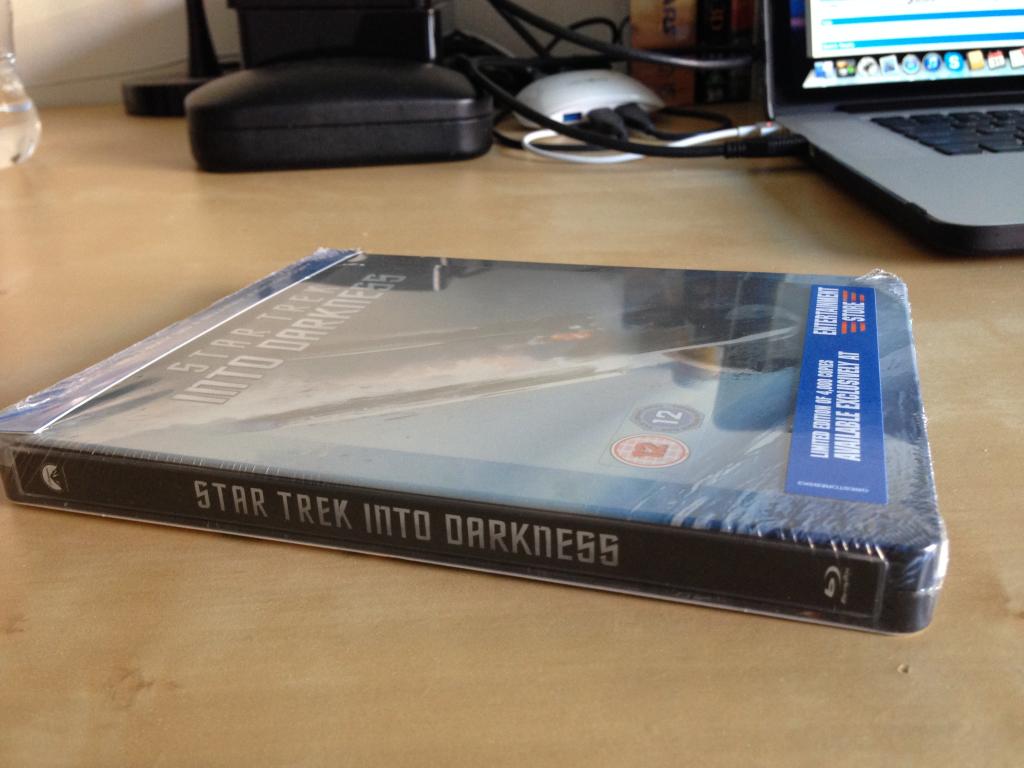 STAR TREK
INTO DARKNESS
12
12
LIMITED EDITION OF 4,000 COPIES
AVAILABLE EXCLUSIVELY AT
ENTERTAINMENT
STORE
STAR TREK INTO DARKNESS